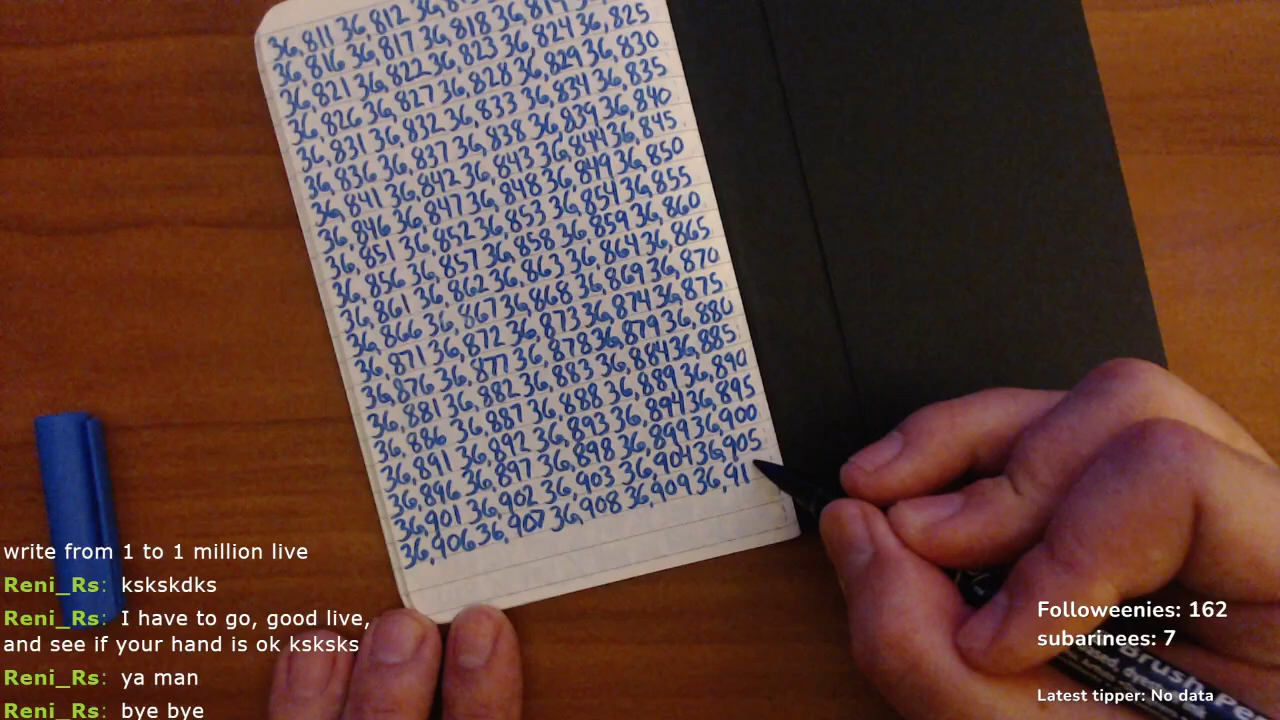 36,811 36,812
36,816 36,817 36,818 36,819
36,821 36,822 36,823 36,824 36,825
36,826 36,827 36,828 36,829 36,830
36,831 36,832 36,833 36,834 36,835
36,836 36,837 36,838 36,839 36,840
36,841 36,842 36,843 36,844 36,845
36,846 36,847 36,848 36,849 36,850
36,851 36,852 36,853 36,854 36,855
36,856 36,857 36,858 36,859 36,860
36,861 36,862 36,863 36,864 36,865
36,866 36,867 36,868 36,869 36,870
36,871 36,872 36,873 36,874 36,875
36,876 36,877 36,878 36,879 36,880
36,881 36,882 36,883 36,884 36,885
36,886 36,887 36,888 36,889 36,890
36,891 36,892 36,893 36,894 36,895
36,896 36,897 36,898 36,899 36,900
36,901 36,902 36,903 36,904 36,905
36,906 36,907 36,908 36,909 36,91
write from 1 to 1 million live
Reni_Rs: ksksksdks
Reni_Rs: I have to go, good live,
and see if your hand is ok ksksks
Reni_Rs: ya man
Reni_Rs: bye bye
Followeenies: 162
subarinees: 7
Latest tipper: No data
Brush Pe